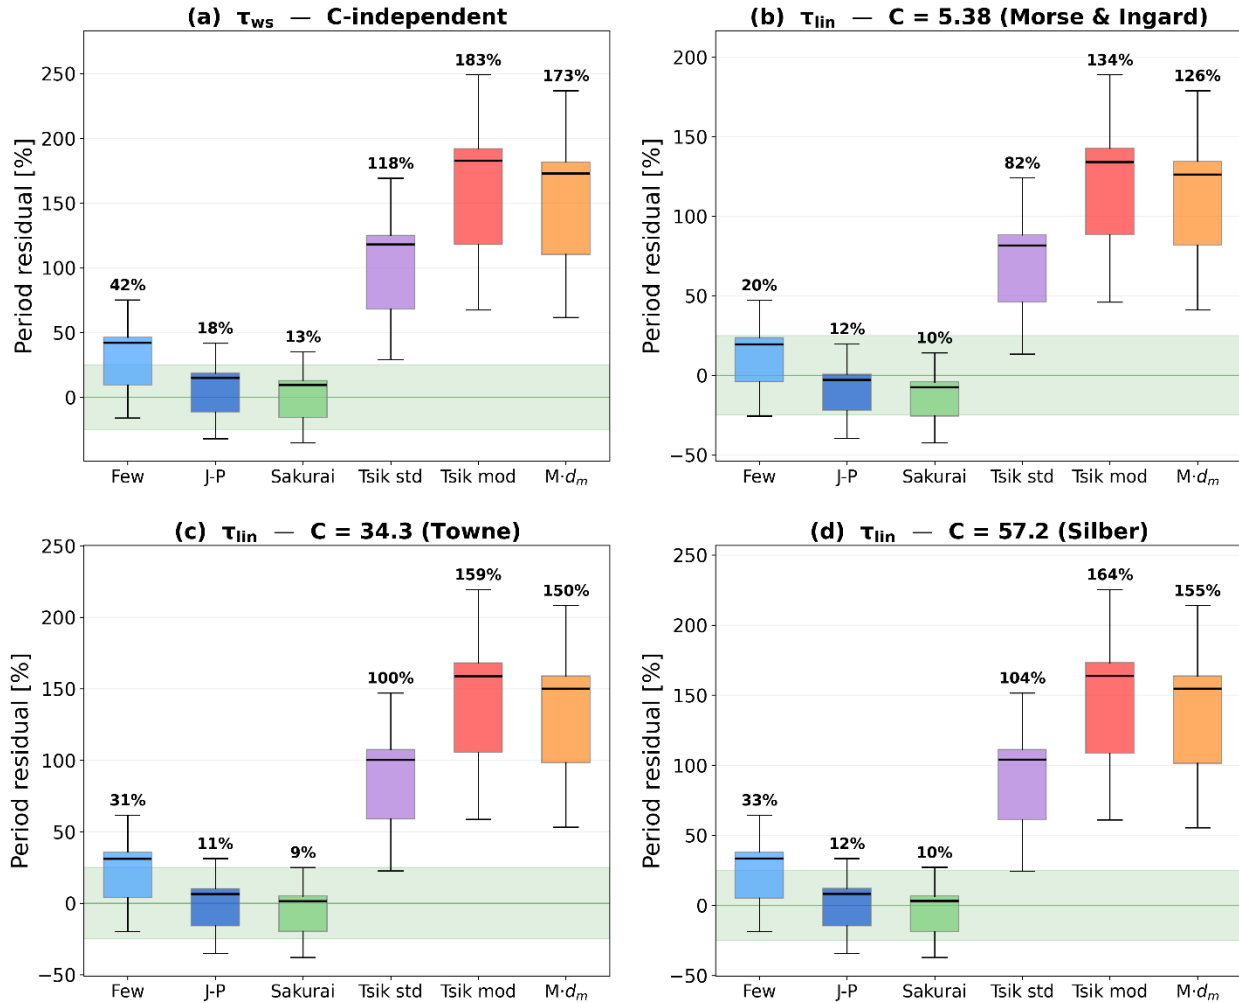 (a) τws — C-independent
Period residual [%]
250
200
150
100
50
0
42%
18%
13%
118%
183%
173%
Few
J-P
Sakurai
Tsik std
Tsik mod
M·dm
(b) τlin — C = 5.38 (Morse & Ingard)
Period residual [%]
200
150
100
50
0
−50
20%
12%
10%
82%
134%
126%
Few
J-P
Sakurai
Tsik std
Tsik mod
M·dm
(c) τlin — C = 34.3 (Towne)
Period residual [%]
250
200
150
100
50
0
−50
31%
11%
9%
100%
159%
150%
Few
J-P
Sakurai
Tsik std
Tsik mod
M·dm
(d) τlin — C = 57.2 (Silber)
Period residual [%]
250
200
150
100
50
0
−50
33%
12%
10%
104%
164%
155%
Few
J-P
Sakurai
Tsik std
Tsik mod
M·dm